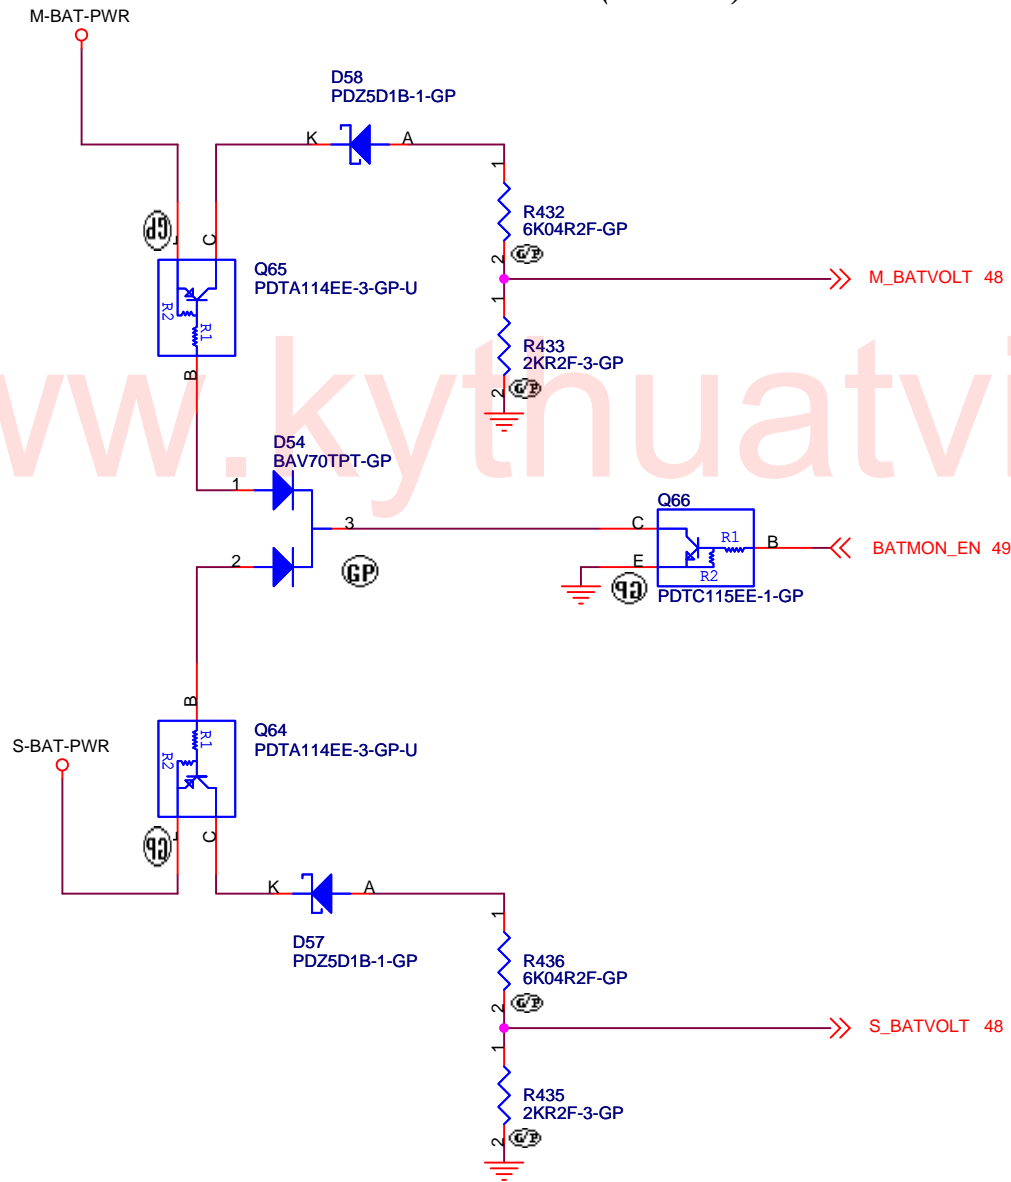 M-BAT-PWR
D58
PDZ5D1B-1-GP
K
A
1
R432
6K04R2F-GP
2
G/P
GP
C
Q65
PDTA114EE-3-GP-U
R2
R1
B
M_BATVOLT 48
1
R433
2KR2F-3-GP
2
G/P
www.kythuatvi
D54
BAV70TPT-GP
1
3
2
GP
Q66
C
R1
B
E
R2
GP
PDTC115EE-1-GP
BATMON_EN 49
B
Q64
PDTA114EE-3-GP-U
R1
R2
S-BAT-PWR
GP
C
K
A
D57
PDZ5D1B-1-GP
1
R436
6K04R2F-GP
2
G/P
S_BATVOLT 48
1
R435
2KR2F-3-GP
2
G/P